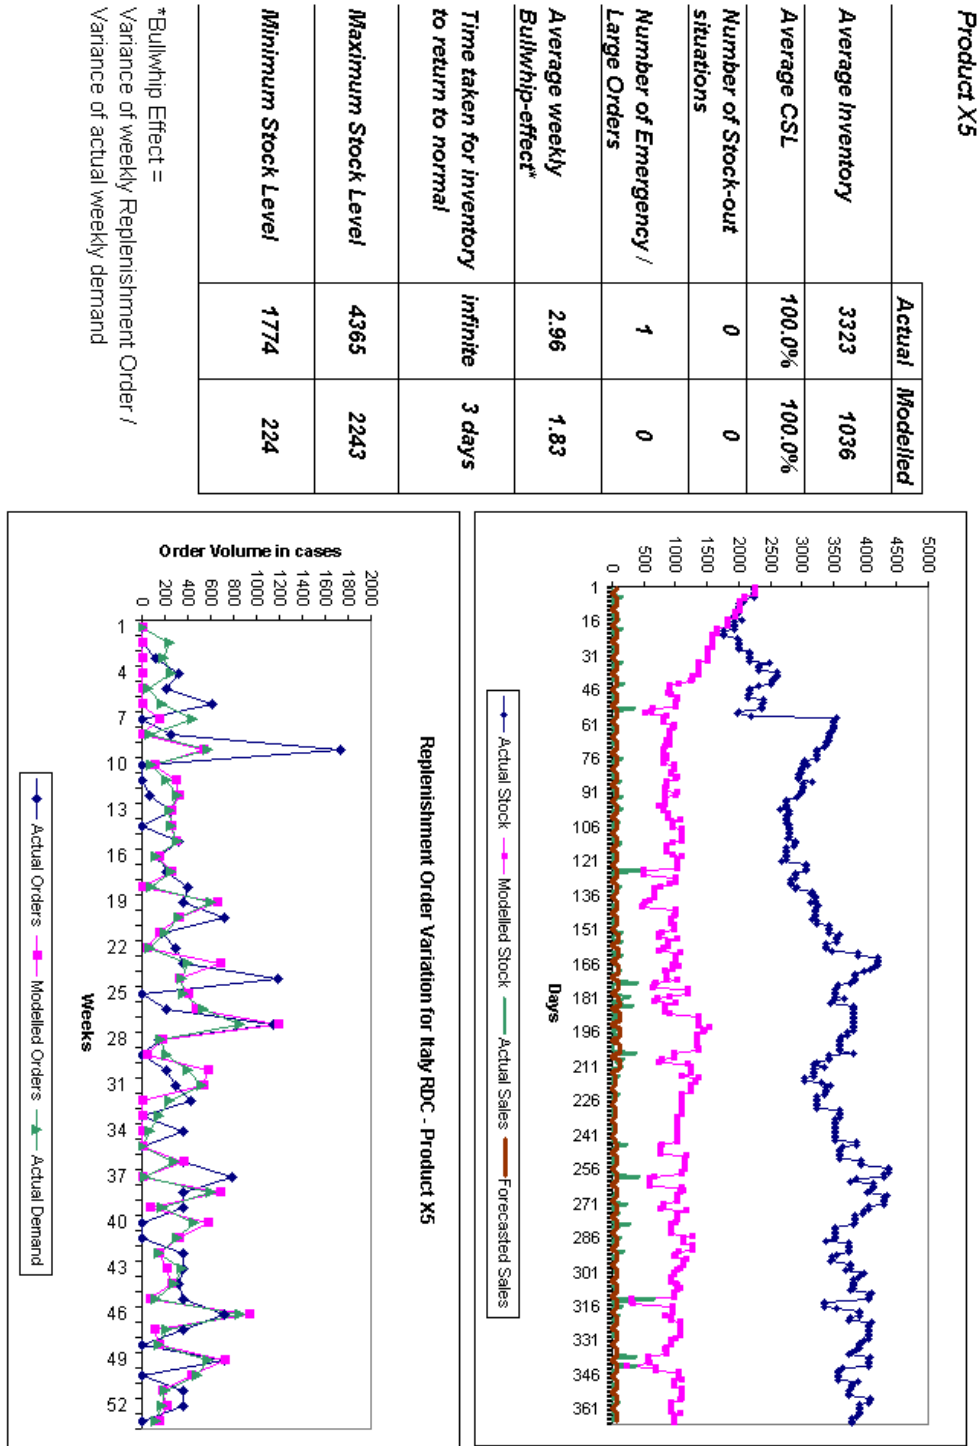 Product X5
Actual Modelled
Average Inventory 3323 1036
Average CSL 100.0% 100.0%
Number of Stock-out
situations 0 0
Number of Emergency /
Large Orders 1 0
Average weekly
Bullwhip-effect* 2.96 1.83
Time taken for inventory
to return to normal infinite 3 days
Maximum Stock Level 4365 2243
Minimum Stock Level 1774 224
*Bullwhip Effect =
Variance of weekly Replenishment Order /
Variance of actual weekly demand
5000
4500
4000
3500
3000
2500
2000
1500
1000
500
0
1 16 31 46 61 76 91 106 121 136 151 166 181 196 211 226 241 256 271 286 301 316 331 346 361
Days
Actual Stock Modelled Stock Actual Sales Forecasted Sales
Replenishment Order Variation for Italy RDC - Product X5
Order Volume in cases
2000
1800
1600
1400
1200
1000
800
600
400
200
0
1 4 7 10 13 16 19 22 25 28 31 34 37 40 43 46 49 52
Weeks
Actual Orders Modelled Orders Actual Demand